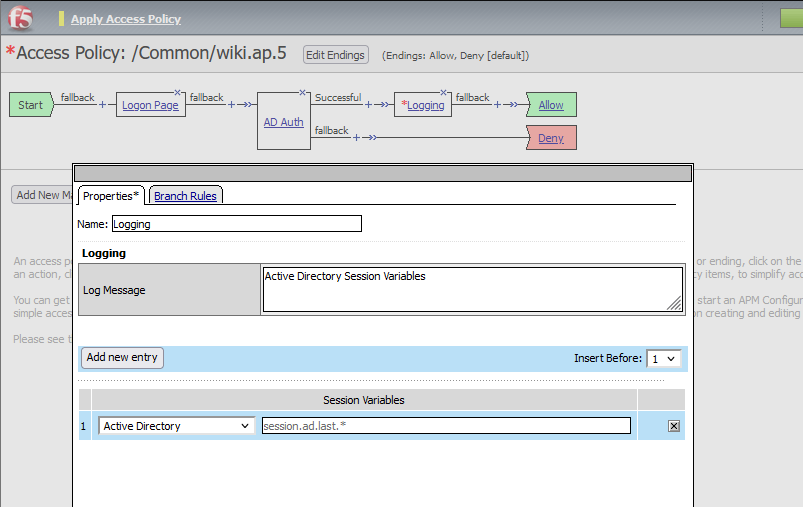 f5
Apply Access Policy
*Access Policy: /Common/wiki.ap.5 Edit Endings (Endings: Allow, Deny [default])
Start fallback + Logon Page fallback + AD Auth Successful + *Logging fallback + Allow
fallback + Deny
Add New Ma
Properties* Branch Rules
Name: Logging
Logging
Log Message Active Directory Session Variables
An access p or ending, click on the
an action, cl cy items, to simplify acc
You can get start an APM Configur
simple acces on creating and editing
Please see t
Add new entry Insert Before: 1
Session Variables
1 Active Directory session.ad.last.*